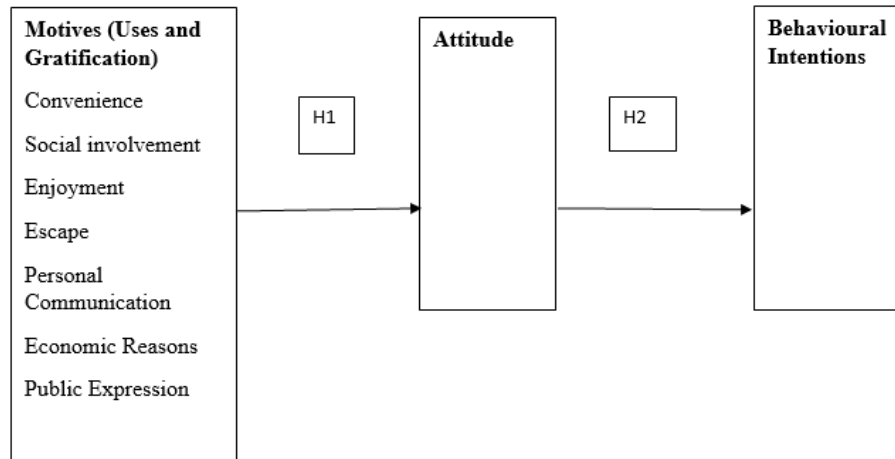 Motives (Uses and
Gratification)
Convenience
Social involvement
Enjoyment
Escape
Personal
Communication
Economic Reasons
Public Expression
H1
Attitude
H2
Behavioural
Intentions